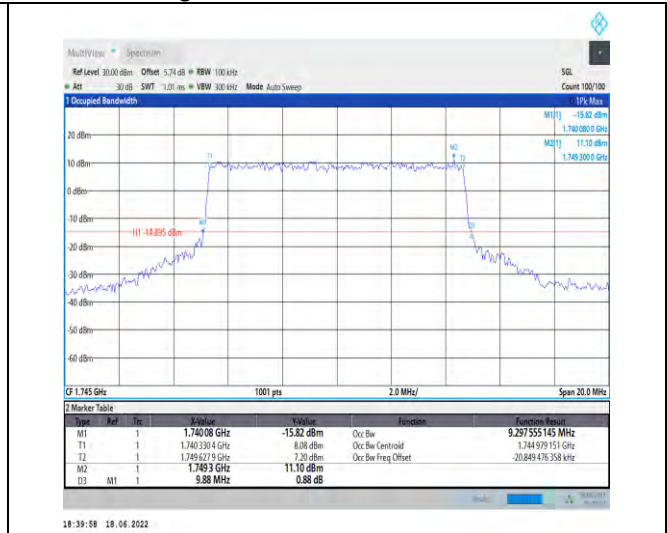 MultiView Spectrum
Ref Level 30.00 dBm Offset 5.74 dB RBW 100 kHz SGL
Att 30 dB SWT 1.01 ms VBW 300 kHz Mode Auto Sweep Count 100/100
1 Occupied Bandwidth 1Pk Max
M1[1] -15.82 dBm
1.740 080 0 GHz
20 dBm
M2[1] 11.10 dBm
1.749 300 0 GHz
M2
T1 T2
10 dBm
0 dBm
-10 dBm
M1 D3
H1 -14.895 dBm
-20 dBm
-30 dBm
-40 dBm
-50 dBm
-60 dBm
CF 1.745 GHz 1001 pts 2.0 MHz/ Span 20.0 MHz
2 Marker Table
Type Ref Trc X-Value Y-Value Function Function Result
M1 1 1.74008 GHz -15.82 dBm Occ Bw 9.297 555 145 MHz
T1 1 1.740 330 4 GHz 8.08 dBm Occ Bw Centroid 1.744 979 151 GHz
T2 1 1.749 627 9 GHz 7.20 dBm Occ Bw Freq Offset -20.849 476 358 kHz
M2 1 1.7493 GHz 11.10 dBm
D3 M1 1 9.88 MHz 0.88 dB
18:39:58 18.06.2022